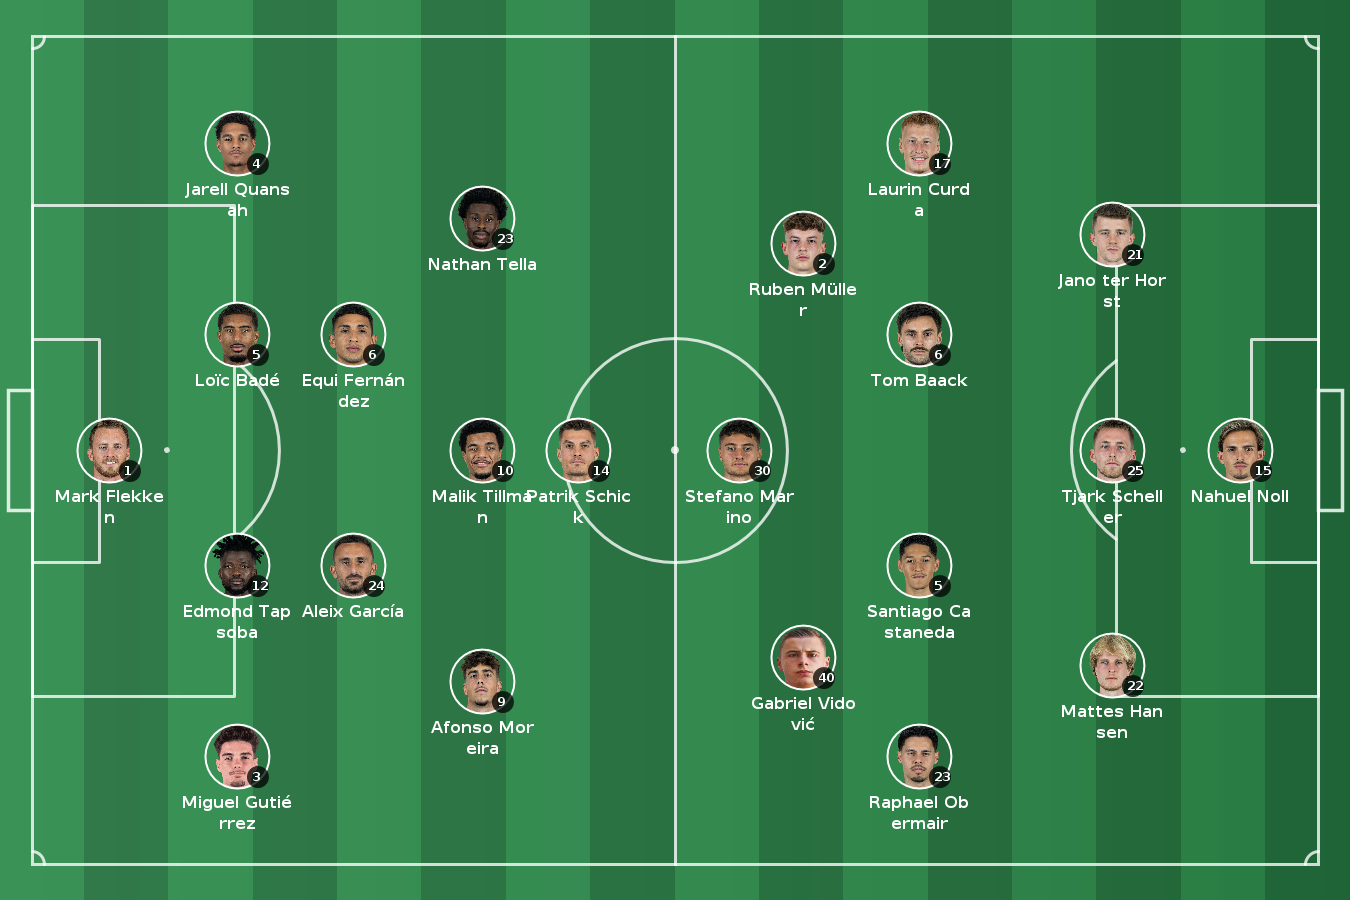 4
Jarell Quans
ah
17
Laurin Curd
a
23
Nathan Tella
2
Ruben Mülle
r
21
Jano ter Hor
st
5
Loïc Badé
6
Equi Fernán
dez
6
Tom Baack
1
Mark Flekke
n
10
Malik Tillma
n
14
Patrik Schic
k
30
Stefano Mar
ino
25
Tjark Schell
er
15
Nahuel Noll
12
Edmond Tap
soba
24
Aleix García
5
Santiago Ca
staneda
9
Afonso Mor
eira
40
Gabriel Vido
vić
22
Mattes Han
sen
3
Miguel Gutié
rrez
23
Raphael Ob
ermair